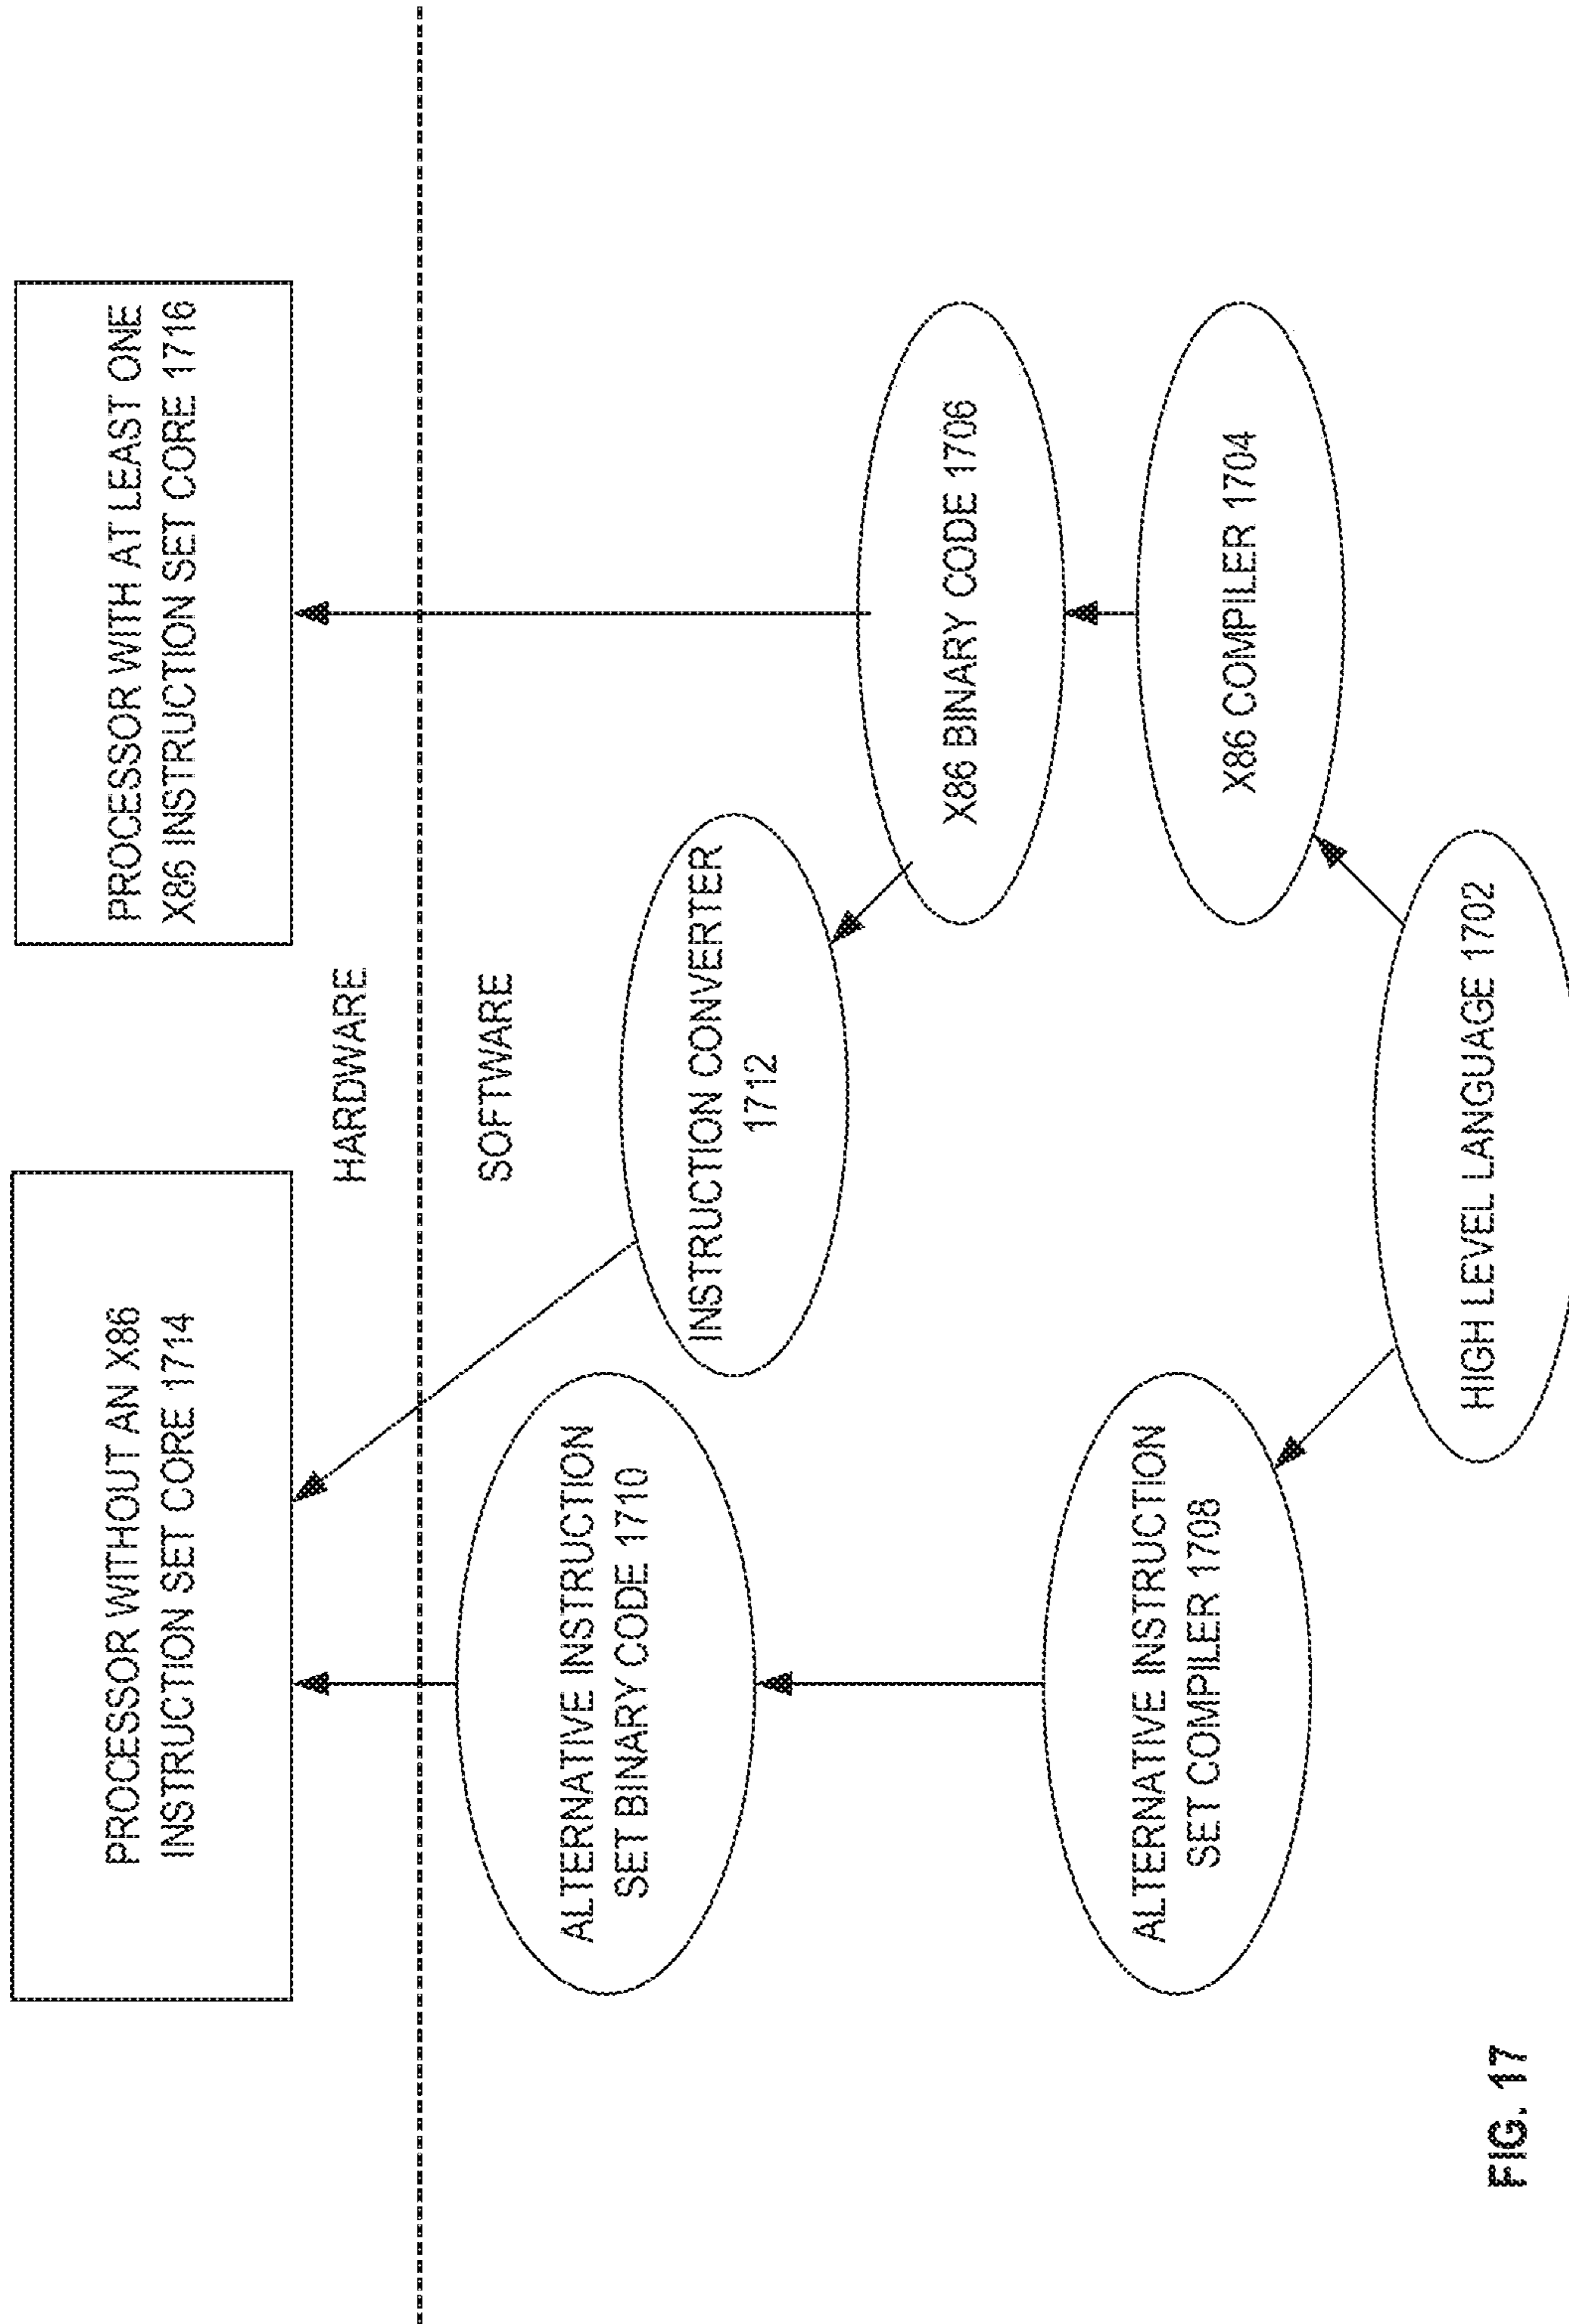 PROCESSOR WITHOUT AN X86
INSTRUCTION SET CORE 1714
PROCESSOR WITH AT LEAST ONE
X86 INSTRUCTION SET CORE 1716
HARDWARE
SOFTWARE
ALTERNATIVE INSTRUCTION
SET BINARY CODE 1710
INSTRUCTION CONVERTER
1712
X86 BINARY CODE 1706
ALTERNATIVE INSTRUCTION
SET COMPILER 1708
X86 COMPILER 1704
HIGH LEVEL LANGUAGE 1702
FIG. 17